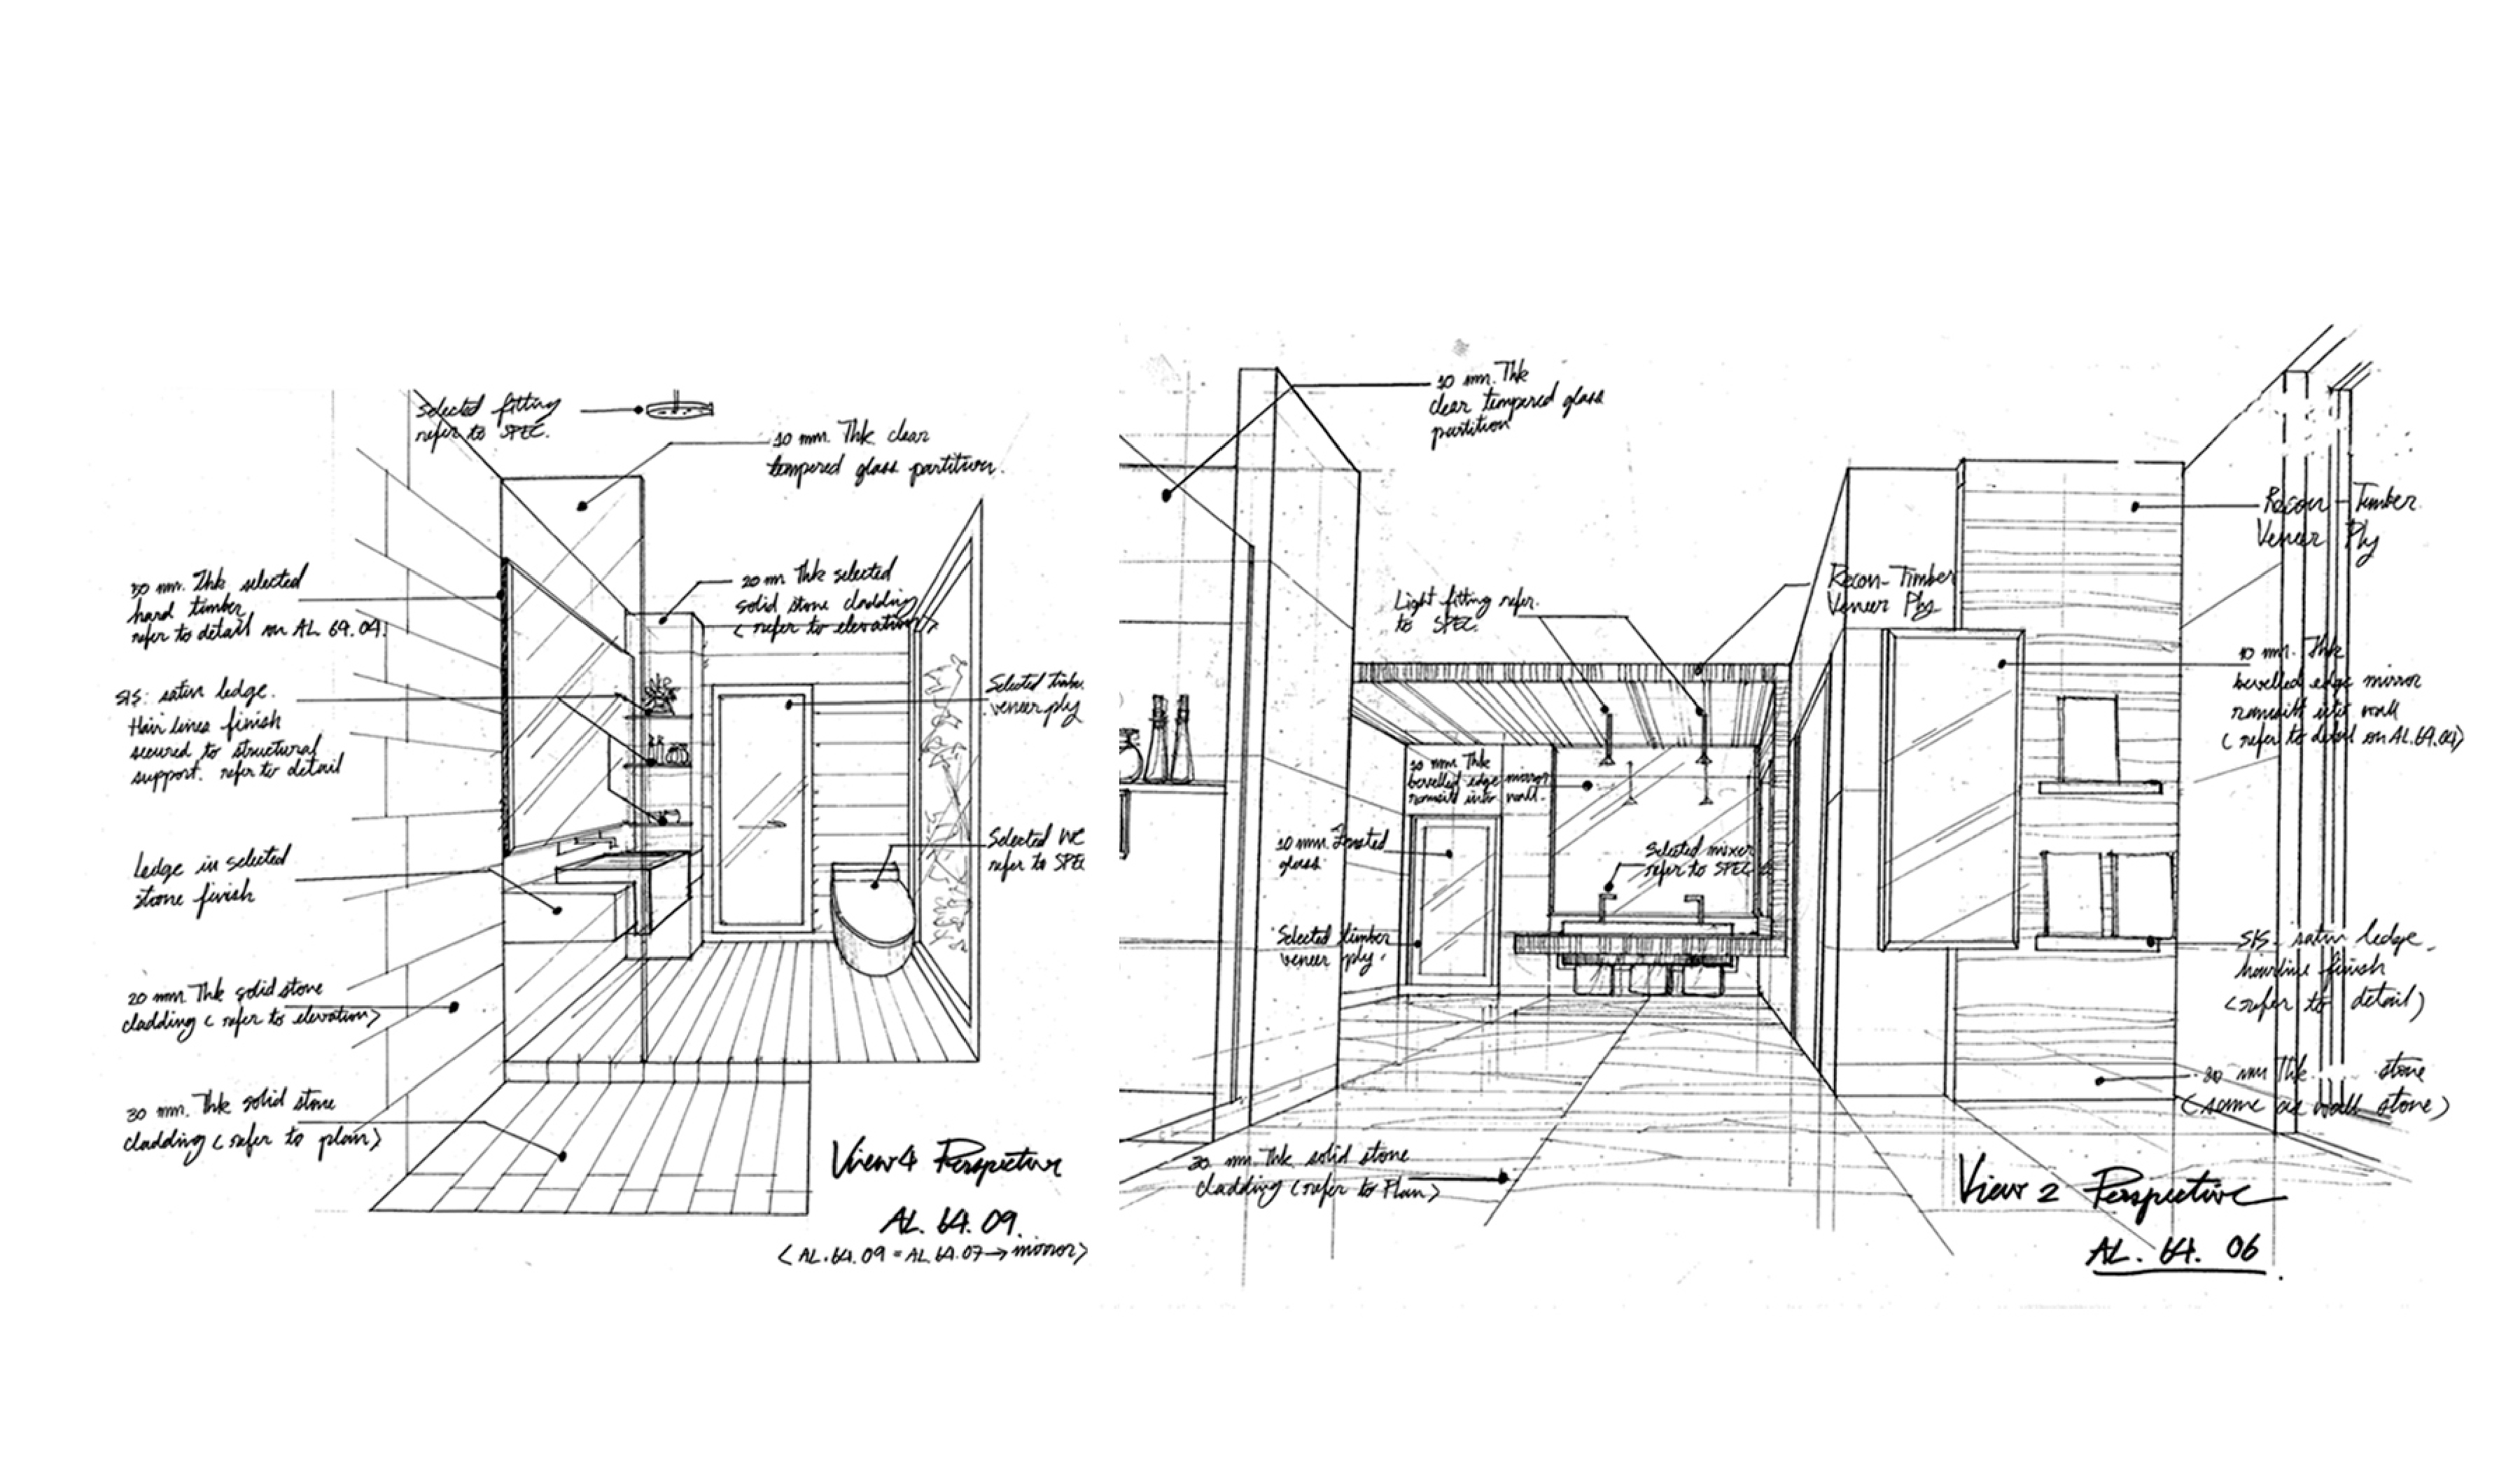 Selected fitting
refer to SPEC.
10 mm. Thk clear
tempered glass partition.
50 mm. Thk selected
hard timber
refer to detail on AL 64.04.
20 m Thk selected
solid stone cladding
< refer to elevation >
S/S: satin ledge.
Hair lines finish
secured to structural
support. refer to detail
Selected timber
veneer ply
Ledge in selected
stone finish
Selected WC
refer to SPEC
20 mm. Thk solid stone
cladding < refer to elevation >
30 mm. Thk solid stone
cladding < refer to plan >
View 4 Perspective
AL. 64. 09.
< AL. 64. 09 = AL. 64. 07 → mirror >
10 mm. Thk
clear tempered glass
partition
Light fitting refer
to SPEC.
Recon-Timber
Veneer Ply
Recon-Timber
Veneer Ply
10 mm. Thk
bevelled edge mirror
into wall.
10 mm. Thk
bevelled edge mirror
into wall
( refer to detail on AL. 64. 04)
10 mm. Frosted
glass
Selected mixer
refer to SPEC
Selected timber
veneer ply.
S/S- satin ledge
hairline finish
<refer to detail)
30 mm Thk. stone
( same as wall stone)
30 mm. Thk solid stone
cladding (refer to Plan>
View 2 Perspective
AL. 64. 06